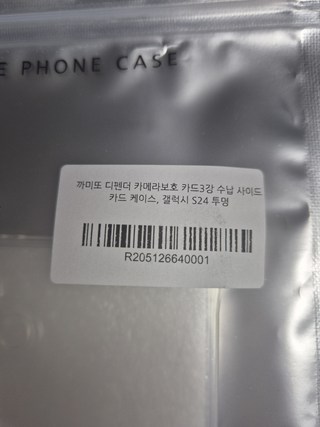 E PHONE CASE
까미또 디펜더 카메라보호 카드3강 수납 사이드
카드 케이스, 갤럭시 S24 투명
R205126640001